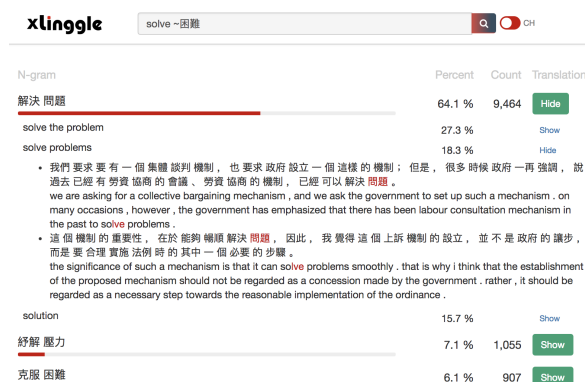 xlinggle
solve ~困難
CH
N-gram Percent Count Translation
解決 問題 64.1 % 9,464 Hide
solve the problem 27.3 % Show
solve problems 18.3 % Hide
• 我們 要求 要 有 一 個 集體 談判 機制 ， 也 要求 政府 設立 一 個 這樣 的 機制 ； 但是 ， 很多 時候 政府 一再 強調 ， 說
過去 已經 有 勞資 協商 的 會議 、 勞資 協商 的 機制 ， 已經 可以 解決 問題 。
we are asking for a collective bargaining mechanism , and we ask the government to set up such a mechanism . on
many occasions , however , the government has emphasized that there has been labour consultation mechanism in
the past to solve problems .
• 這 個 機制 的 重要性 ， 在於 能夠 暢順 解決 問題 ， 因此 ， 我 覺得 這 個 上訴 機制 的 設立 ， 並 不 是 政府 的 讓步 ，
而是 要 合理 實施 法例 時 的 其中 一 個 必要 的 步驟 。
the significance of such a mechanism is that it can solve problems smoothly . that is why i think that the establishment
of the proposed mechanism should not be regarded as a concession made by the government . rather , it should be
regarded as a necessary step towards the reasonable implementation of the ordinance .
solution 15.7 % Show
紓解 壓力 7.1 % 1,055 Show
克服 困難 6.1 % 907 Show